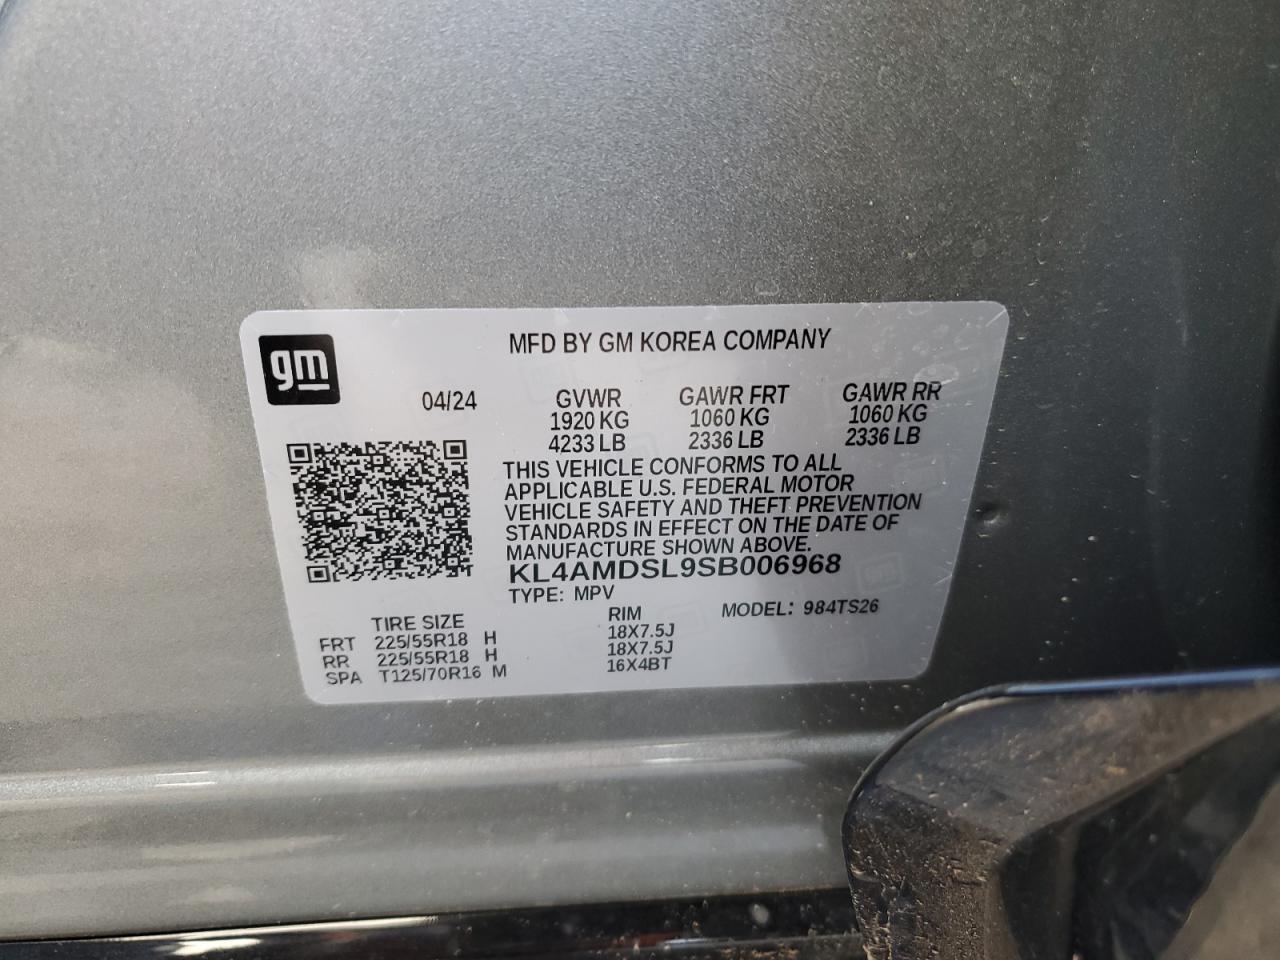 gm
MFD BY GM KOREA COMPANY
04/24 GVWR GAWR FRT GAWR RR
1920 KG 1060 KG 1060 KG
4233 LB 2336 LB 2336 LB
THIS VEHICLE CONFORMS TO ALL
APPLICABLE U.S. FEDERAL MOTOR
VEHICLE SAFETY AND THEFT PREVENTION
STANDARDS IN EFFECT ON THE DATE OF
MANUFACTURE SHOWN ABOVE.
KL4AMDSL9SB006968
TYPE: MPV
TIRE SIZE RIM MODEL: 984TS26
FRT 225/55R18 H 18X7.5J
RR 225/55R18 H 18X7.5J
SPA T125/70R16 M 16X4BT